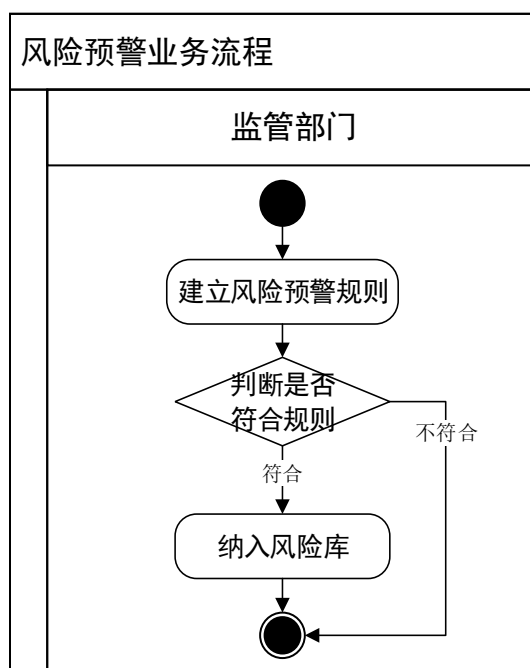 风险预警业务流程
监管部门
建立风险预警规则
判断是否
符合规则
不符合
符合
纳入风险库